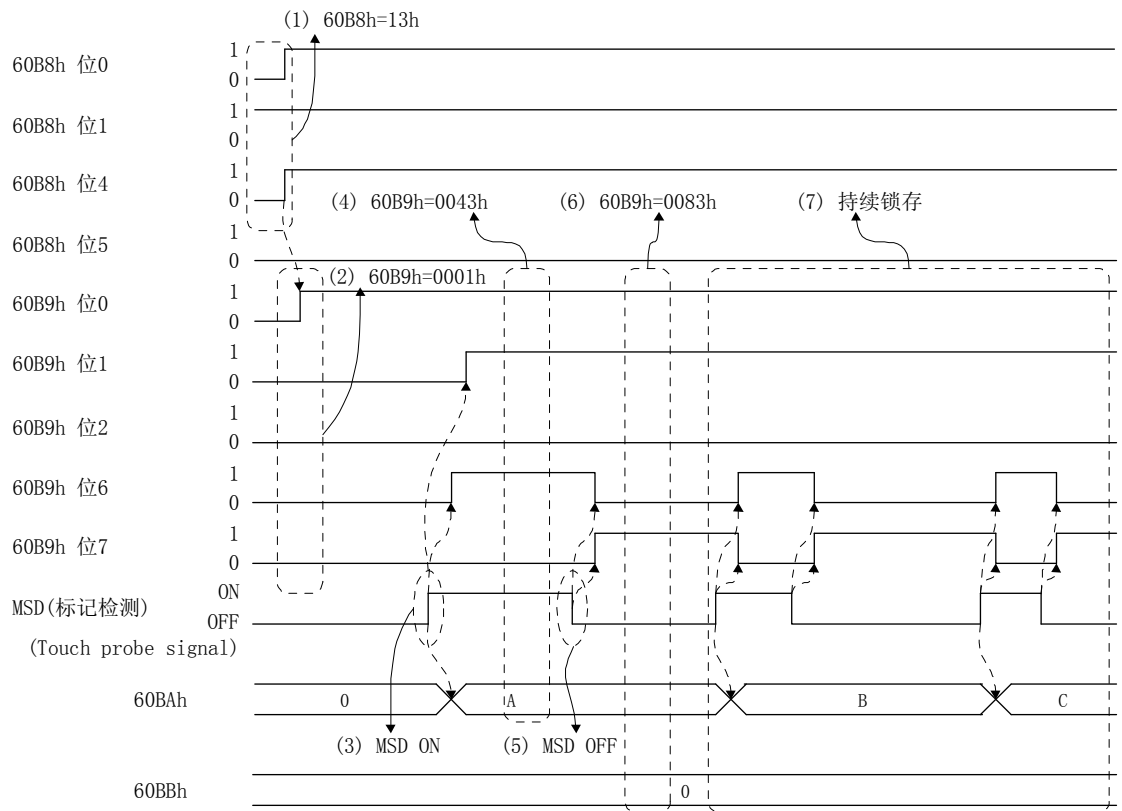 (1) 60B8h=13h
60B8h 位0
1
0
60B8h 位1
1
0
60B8h 位4
1
0
(4) 60B9h=0043h
(6) 60B9h=0083h
(7) 持续锁存
60B8h 位5
1
0
(2) 60B9h=0001h
60B9h 位0
1
0
60B9h 位1
1
0
60B9h 位2
1
0
60B9h 位6
1
0
60B9h 位7
1
0
MSD(标记检测)
ON
OFF
(Touch probe signal)
60BAh
0
A
B
C
(3) MSD ON
(5) MSD OFF
60BBh
0